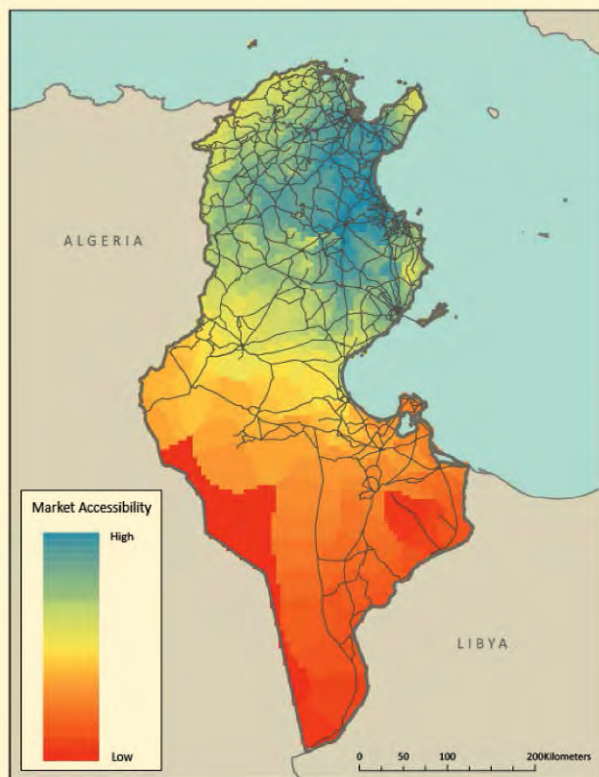 ALGERIA
Market Accessibility
High
Low
LIBYA
0 50 100 200Kilometers